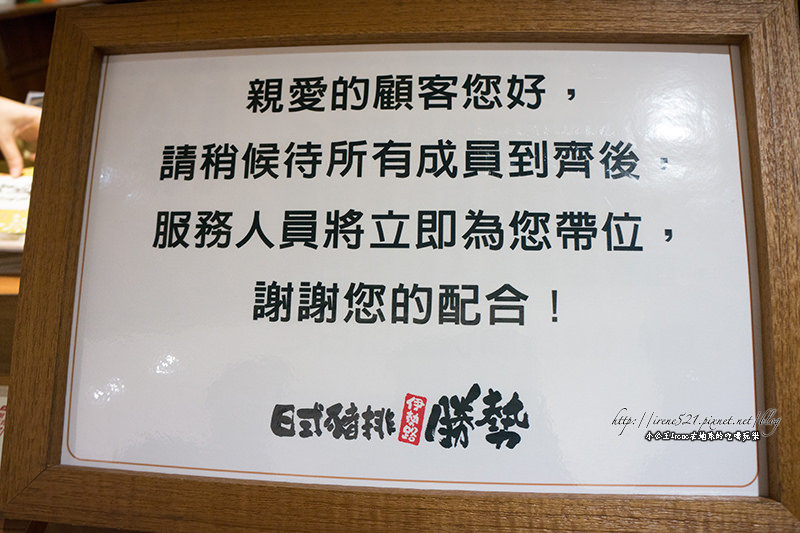 親愛的顧客您好，
請稍候待所有成員到齊後，
服務人員將立即為您帶位，
謝謝您的配合！
日式豬排 伊勢路 勝勢
http://irene521.pixnet.net/blog